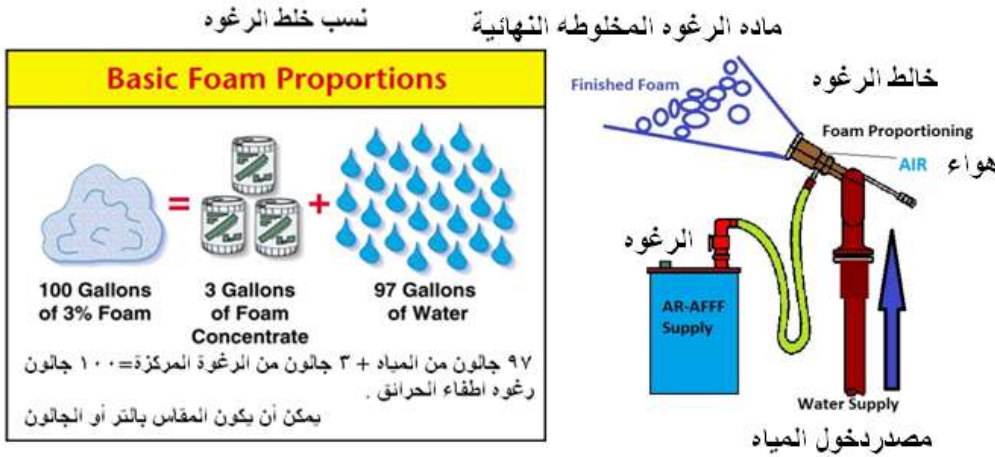 نسب خلط الرغوه
Basic Foam Proportions
=
+
100 Gallons
of 3% Foam
3 Gallons
of Foam
Concentrate
97 Gallons
of Water
٩٧ جالون من المياه + ٣ جالون من الرغوة المركزة=١٠٠ جالون
رغوه اطفاء الحرائق .
يمكن أن يكون المقاس بالتر أو الجالون
ماده الرغوه المخلوطه النهائية
Finished Foam
خالط الرغوه
Foam Proportioning
AIR
هواء
الرغوه
AR-AFFF
Supply
Water Supply
مصدردخول المياه